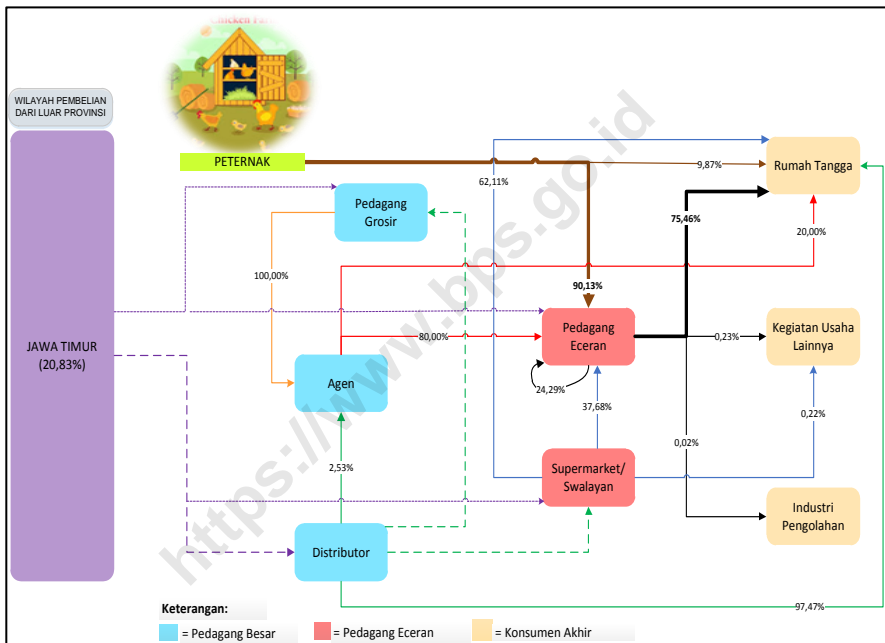 Chicken Far
WILAYAH PEMBELIAN
DARI LUAR PROVINSI
PETERNAK
9,87%
Rumah Tangga
62,11%
Pedagang
Grosir
75,46%
20,00%
100,00%
90,13%
JAWA TIMUR
(20,83%)
80,00%
Pedagang
Eceran
0,23%
Kegiatan Usaha
Lainnya
Agen
24,29%
37,68%
0,22%
0,02%
2,53%
Supermarket/
Swalayan
Industri
Pengolahan
Distributor
97,47%
Keterangan:
= Pedagang Besar
= Pedagang Eceran
= Konsumen Akhir
https://www.bps.go.id